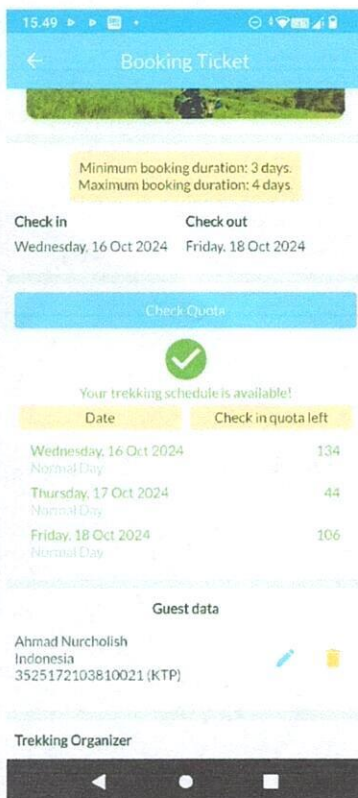 15.49
Booking Ticket
Minimum booking duration: 3 days.
Maximum booking duration: 4 days
Check in Check out
Wednesday, 16 Oct 2024 Friday, 18 Oct 2024
Check Quota
Your trekking schedule is available!
Date Check in quota left
Wednesday, 16 Oct 2024 134
Normal Day
Thursday, 17 Oct 2024 44
Normal Day
Friday, 18 Oct 2024 106
Normal Day
Guest data
Ahmad Nurcholish
Indonesia
3525172103810021 (KTP)
Trekking Organizer